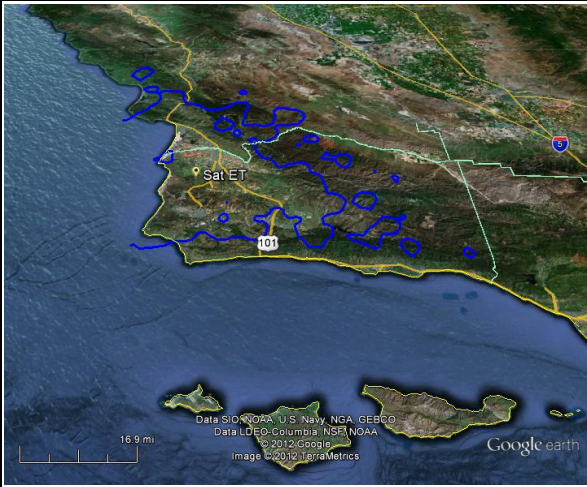 5
Sat ET
101
Data SIO, NOAA, U.S. Navy, NGA, GEBCO
Data LDEO-Columbia, NSF, NOAA
© 2012 Google
Image © 2012 TerraMetrics
16.9 mi
Google earth